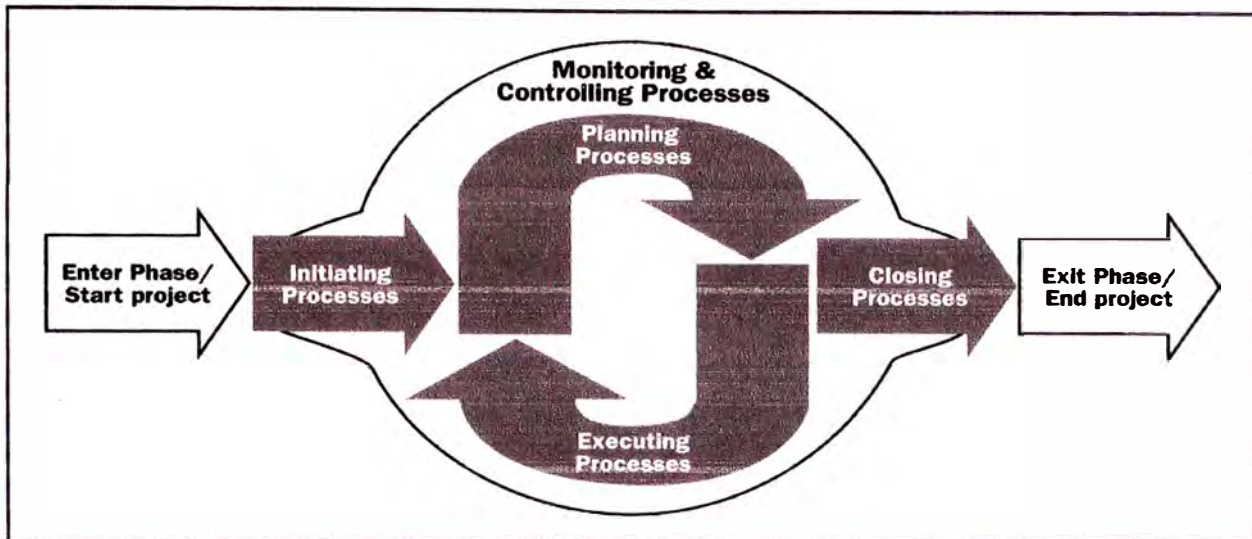 Monitoring &
Controlling Processes
Planning
Processes
Enter Phase/
Start project
Initiating
Processes
Closing
Processes
Exit Phase/
End project
Executing
Processes